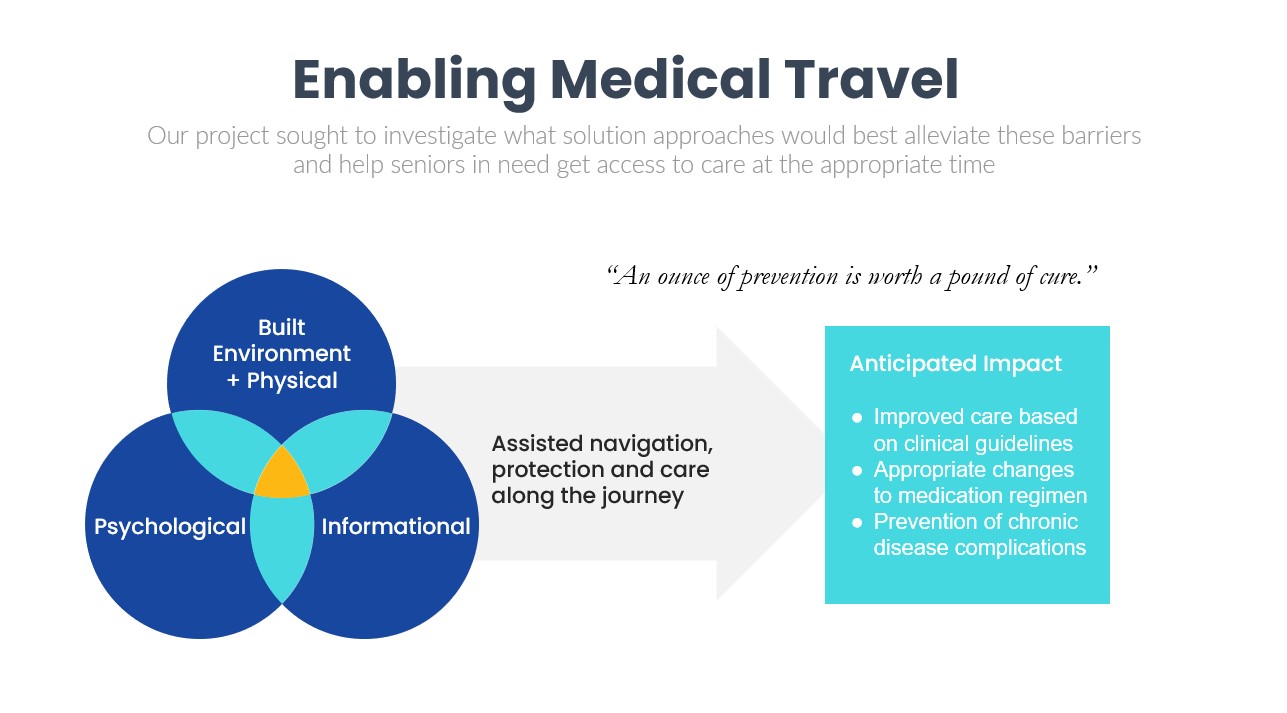 Enabling Medical Travel
Our project sought to investigate what solution approaches would best alleviate these barriers
and help seniors in need get access to care at the appropriate time
“An ounce of prevention is worth a pound of cure.”
Built
Environment
+ Physical
Psychological
Informational
Assisted navigation,
protection and care
along the journey
Anticipated Impact
● Improved care based
on clinical guidelines
● Appropriate changes
to medication regimen
● Prevention of chronic
disease complications